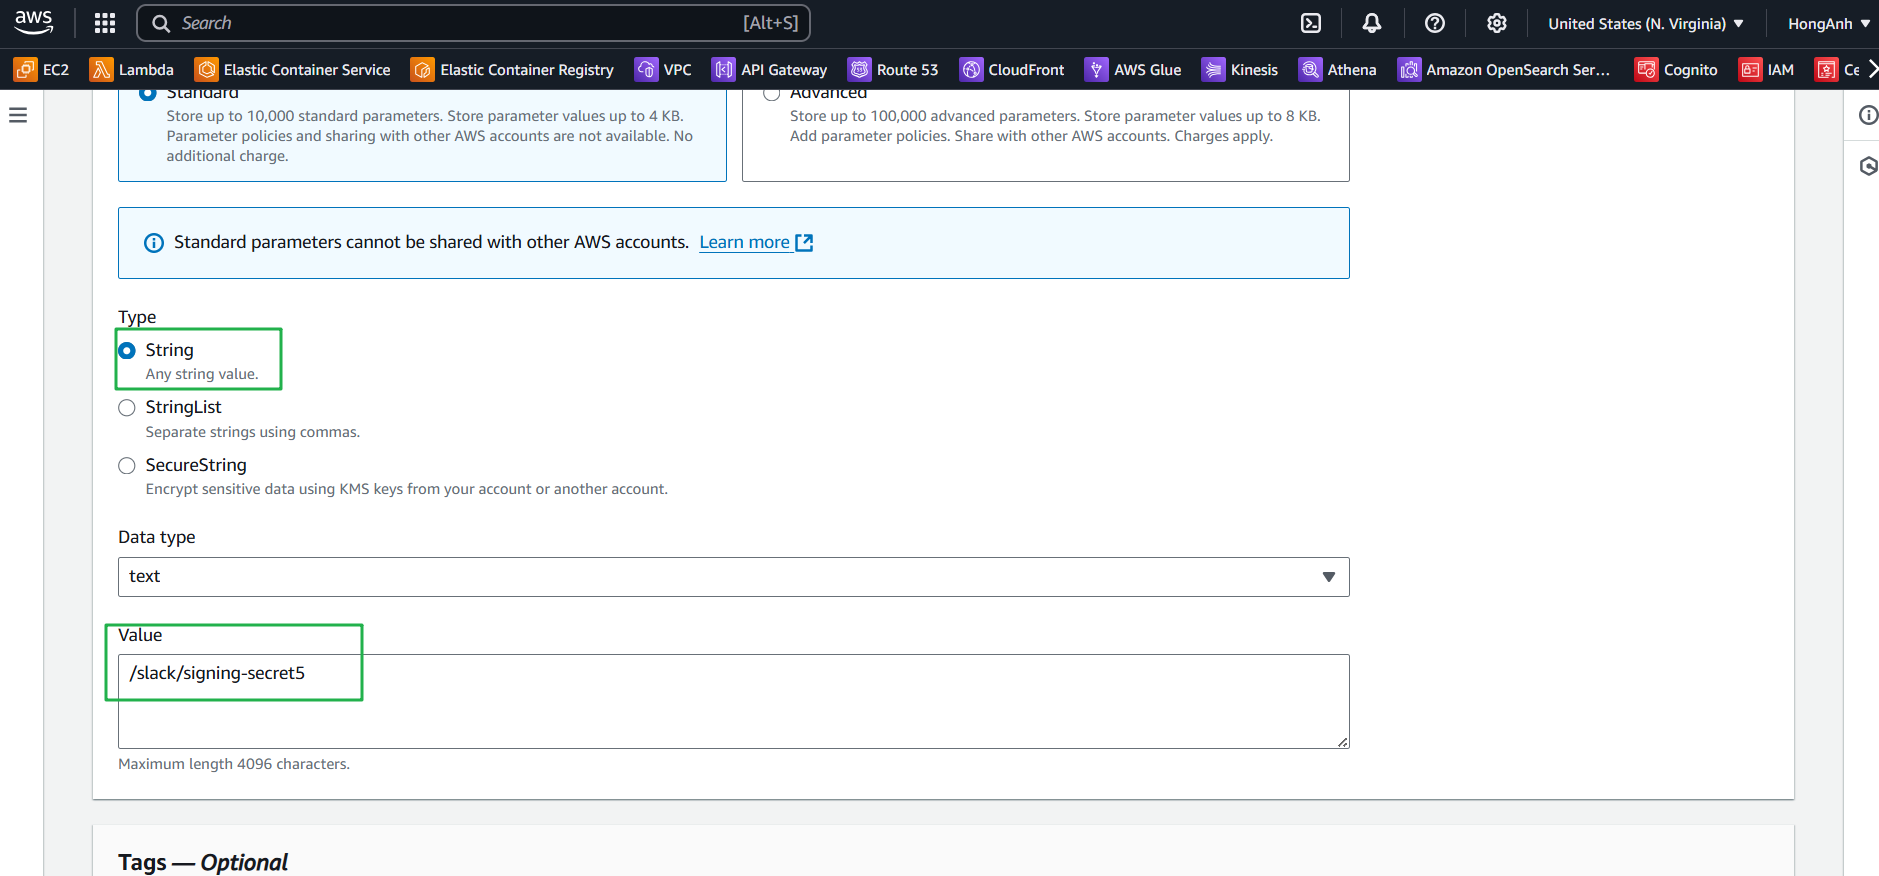 aws
Search [Alt+S]
United States (N. Virginia)
HongAnh
EC2 Lambda Elastic Container Service Elastic Container Registry VPC API Gateway Route 53 CloudFront AWS Glue Kinesis Athena Amazon OpenSearch Ser... Cognito IAM Ce
Standard
Store up to 10,000 standard parameters. Store parameter values up to 4 KB.
Parameter policies and sharing with other AWS accounts are not available. No
additional charge.
Advanced
Store up to 100,000 advanced parameters. Store parameter values up to 8 KB.
Add parameter policies. Share with other AWS accounts. Charges apply.
Standard parameters cannot be shared with other AWS accounts. Learn more
Type
String
Any string value.
StringList
Separate strings using commas.
SecureString
Encrypt sensitive data using KMS keys from your account or another account.
Data type
text
Value
/slack/signing-secret5
Maximum length 4096 characters.
Tags — Optional